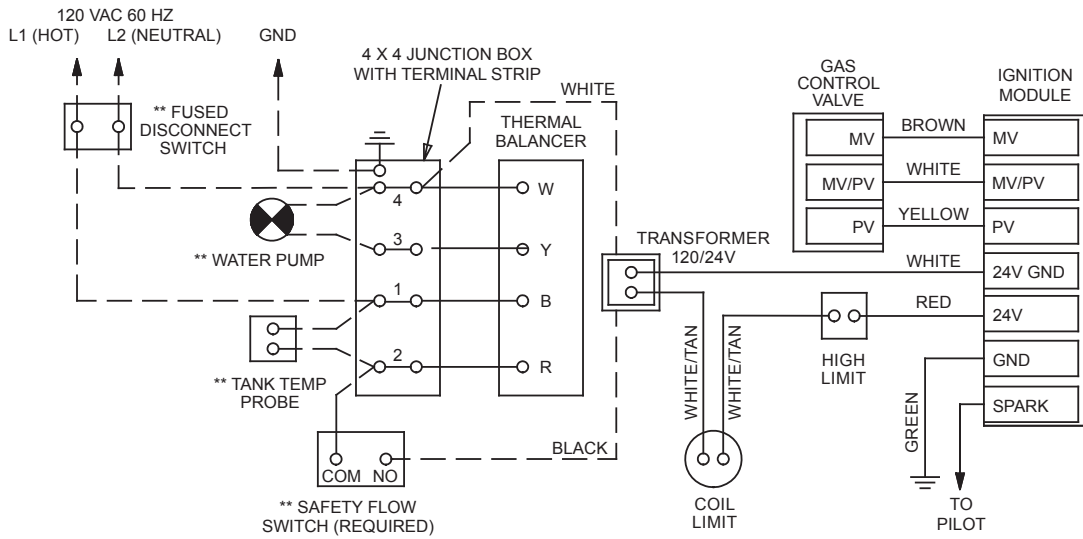 120 VAC 60 HZ
L1 (HOT)
L2 (NEUTRAL)
GND
** FUSED
DISCONNECT
SWITCH
4 X 4 JUNCTION BOX
WITH TERMINAL STRIP
WHITE
THERMAL
BALANCER
4
W
** WATER PUMP
3
Y
1
B
** TANK TEMP
PROBE
2
R
COM
NO
BLACK
** SAFETY FLOW
SWITCH (REQUIRED)
TRANSFORMER
120/24V
WHITE/TAN
WHITE/TAN
COIL
LIMIT
HIGH
LIMIT
GAS
CONTROL
VALVE
IGNITION
MODULE
MV
BROWN
MV
MV/PV
WHITE
MV/PV
PV
YELLOW
PV
WHITE
24V GND
RED
24V
GND
GREEN
SPARK
TO
PILOT